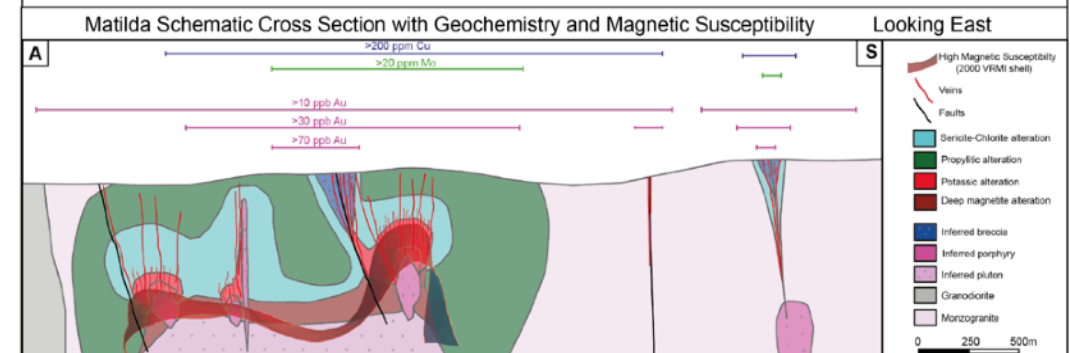 Matilda Schematic Cross Section with Geochemistry and Magnetic Susceptibility Looking East
A
>200 ppm Cu
>20 ppm Mo
>10 ppb Au
>30 ppb Au
>70 ppb Au
S
High Magnetic Susceptibilty
(2000 VRMI shell)
Veins
Faults
Sericite-Chlorite alteration
Propylitic alteration
Potassic alteration
Deep magnetite alteration
Inferred breccia
Inferred porphyry
Inferred pluton
Granodiorite
Monzogranite
0 250 500m